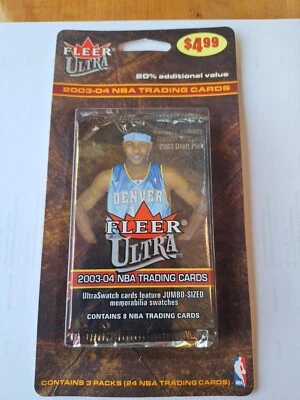 FLEER
ULTRA
$4.99
20% additional value
2003-04 NBA TRADING CARDS
2003 Draft Pick
DENVER
FLEER
ULTRA
2003-04 NBA TRADING CARDS
UltraSwatch cards feature JUMBO-SIZED
memorabilia swatches
CONTAINS 8 NBA TRADING CARDS
CONTAINS 3 PACKS (24 NBA TRADING CARDS)
NBA